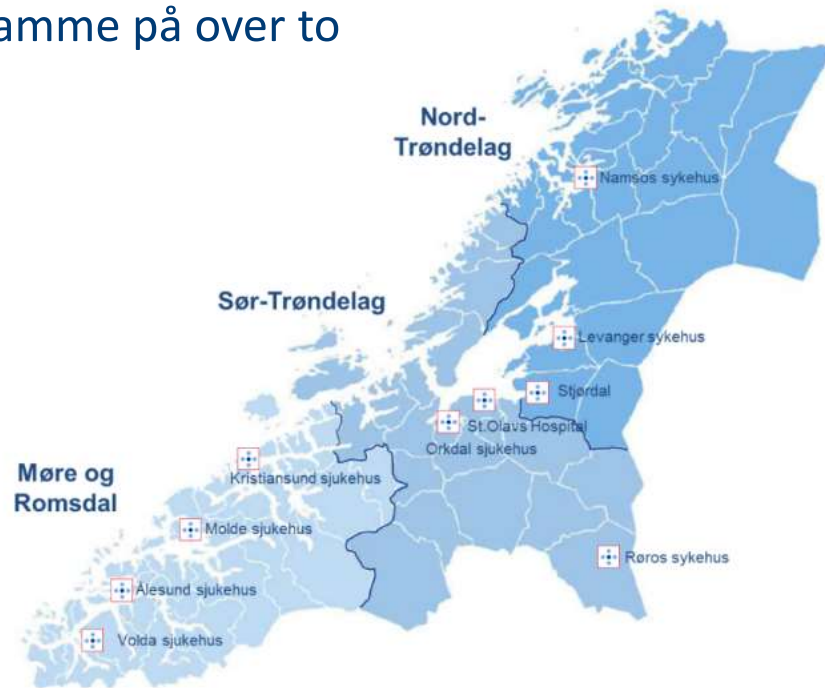 amme på over to
Nord-
Trøndelag
Namsos sykehus
Sør-Trøndelag
Levanger sykehus
Stjørdal
St.Olavs Hospital
Orkdal sjukehus
Møre og
Romsdal
Kristiansund sjukehus
Molde sjukehus
Røros sykehus
Ålesund sjukehus
Volda sjukehus